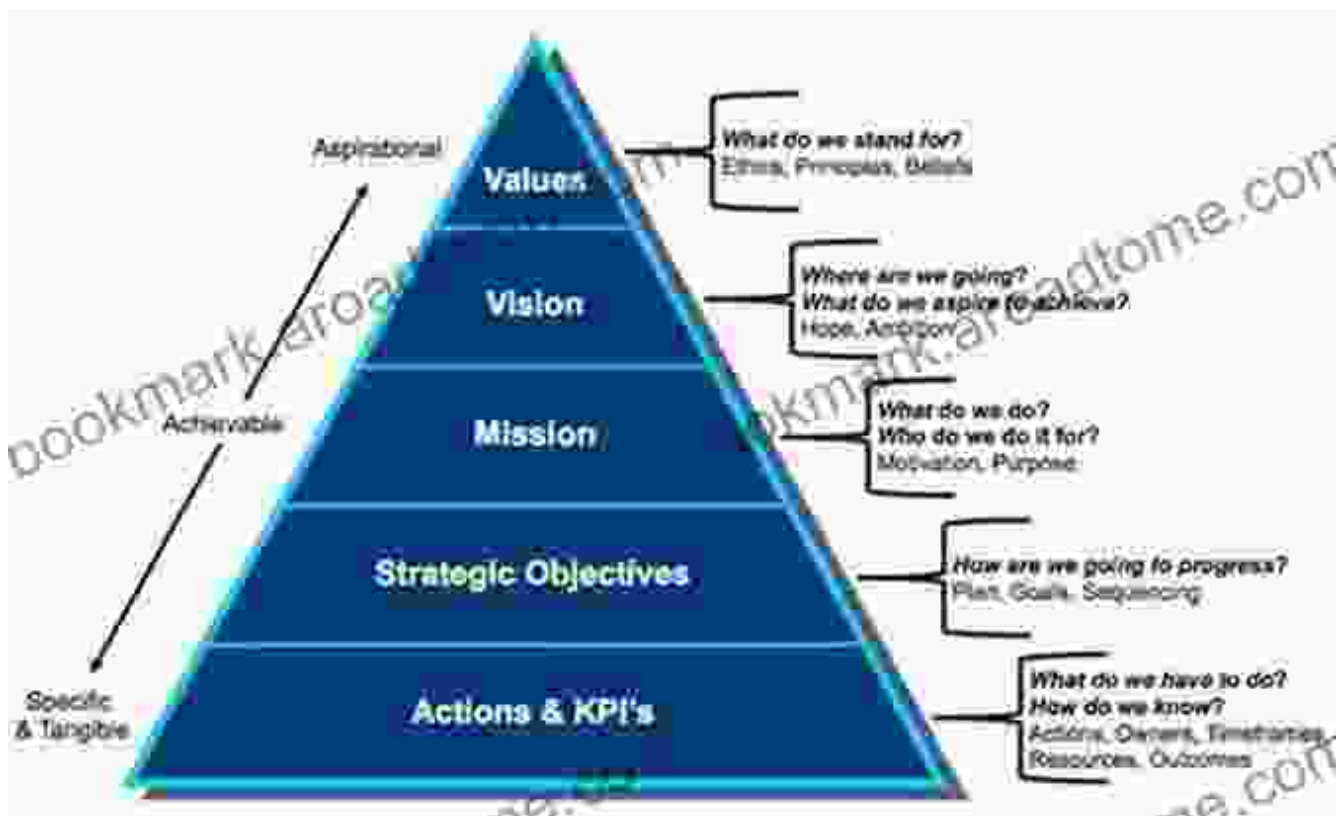 Aspirational
Values
What do we stand for?
Ethics, Principles, Beliefs
Vision
Where are we going?
What do we aspire to achieve?
Hope, Ambition
Achievable
Mission
What do we do?
Who do we do it for?
Motivation, Purpose
Strategic Objectives
How are we going to progress?
Plan, Goals, Sequencing
Specific
& Tangible
Actions & KPI's
What do we have to do?
How do we know?
Actions, Owners, Timeframes,
Resources, Outcomes
bookmark.aroadtome.com